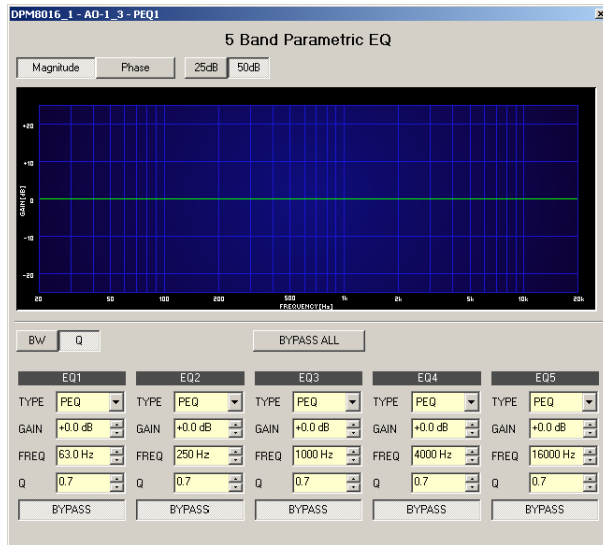 DPM8016_1 - AO-1_3 - PEQ1
5 Band Parametric EQ
Magnitude Phase 25dB 50dB
+20
+10
0
-10
-20
GAIN[dB]
20 50 100 200 500 1k 2k 5k 10k 20k
FREQUENCY[Hz]
BW Q BYPASS ALL
EQ1 EQ2 EQ3 EQ4 EQ5
TYPE PEQ TYPE PEQ TYPE PEQ TYPE PEQ TYPE PEQ
GAIN +0.0 dB GAIN +0.0 dB GAIN +0.0 dB GAIN +0.0 dB GAIN +0.0 dB
FREQ 63.0 Hz FREQ 250 Hz FREQ 1000 Hz FREQ 4000 Hz FREQ 16000 Hz
Q 0.7 Q 0.7 Q 0.7 Q 0.7 Q 0.7
BYPASS BYPASS BYPASS BYPASS BYPASS